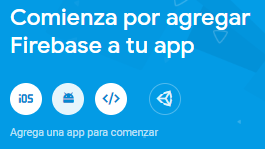 Comienza por agregar
Firebase a tu app
iOS
Agrega una app para comenzar